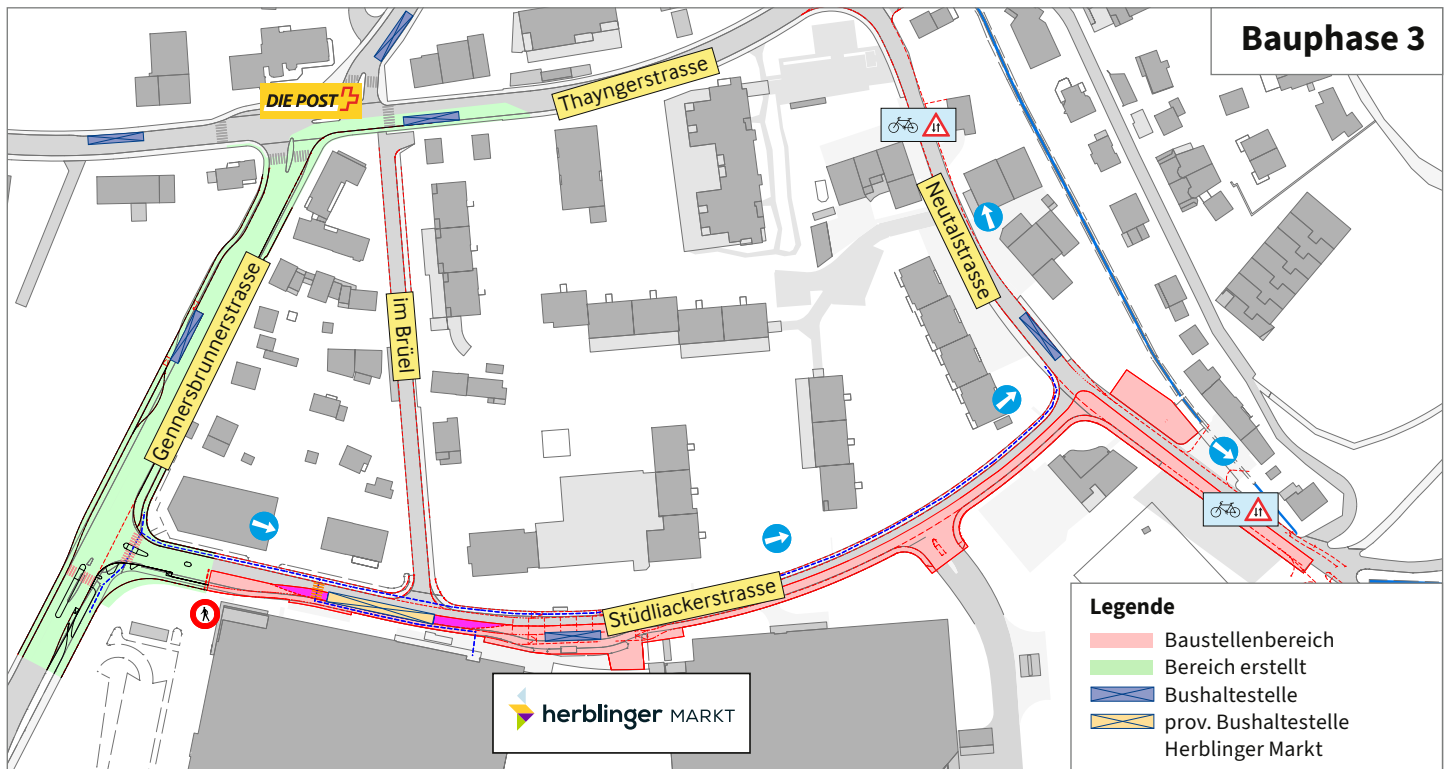 Bauphase 3
DIE POST
Thayngerstrasse
Neutalstrasse
Gennersbrunnerstrasse
im Brüel
Stüdliackerstrasse
herblinger MARKT
Legende
Baustellenbereich
Bereich erstellt
Bushaltestelle
prov. Bushaltestelle
Herblinger Markt